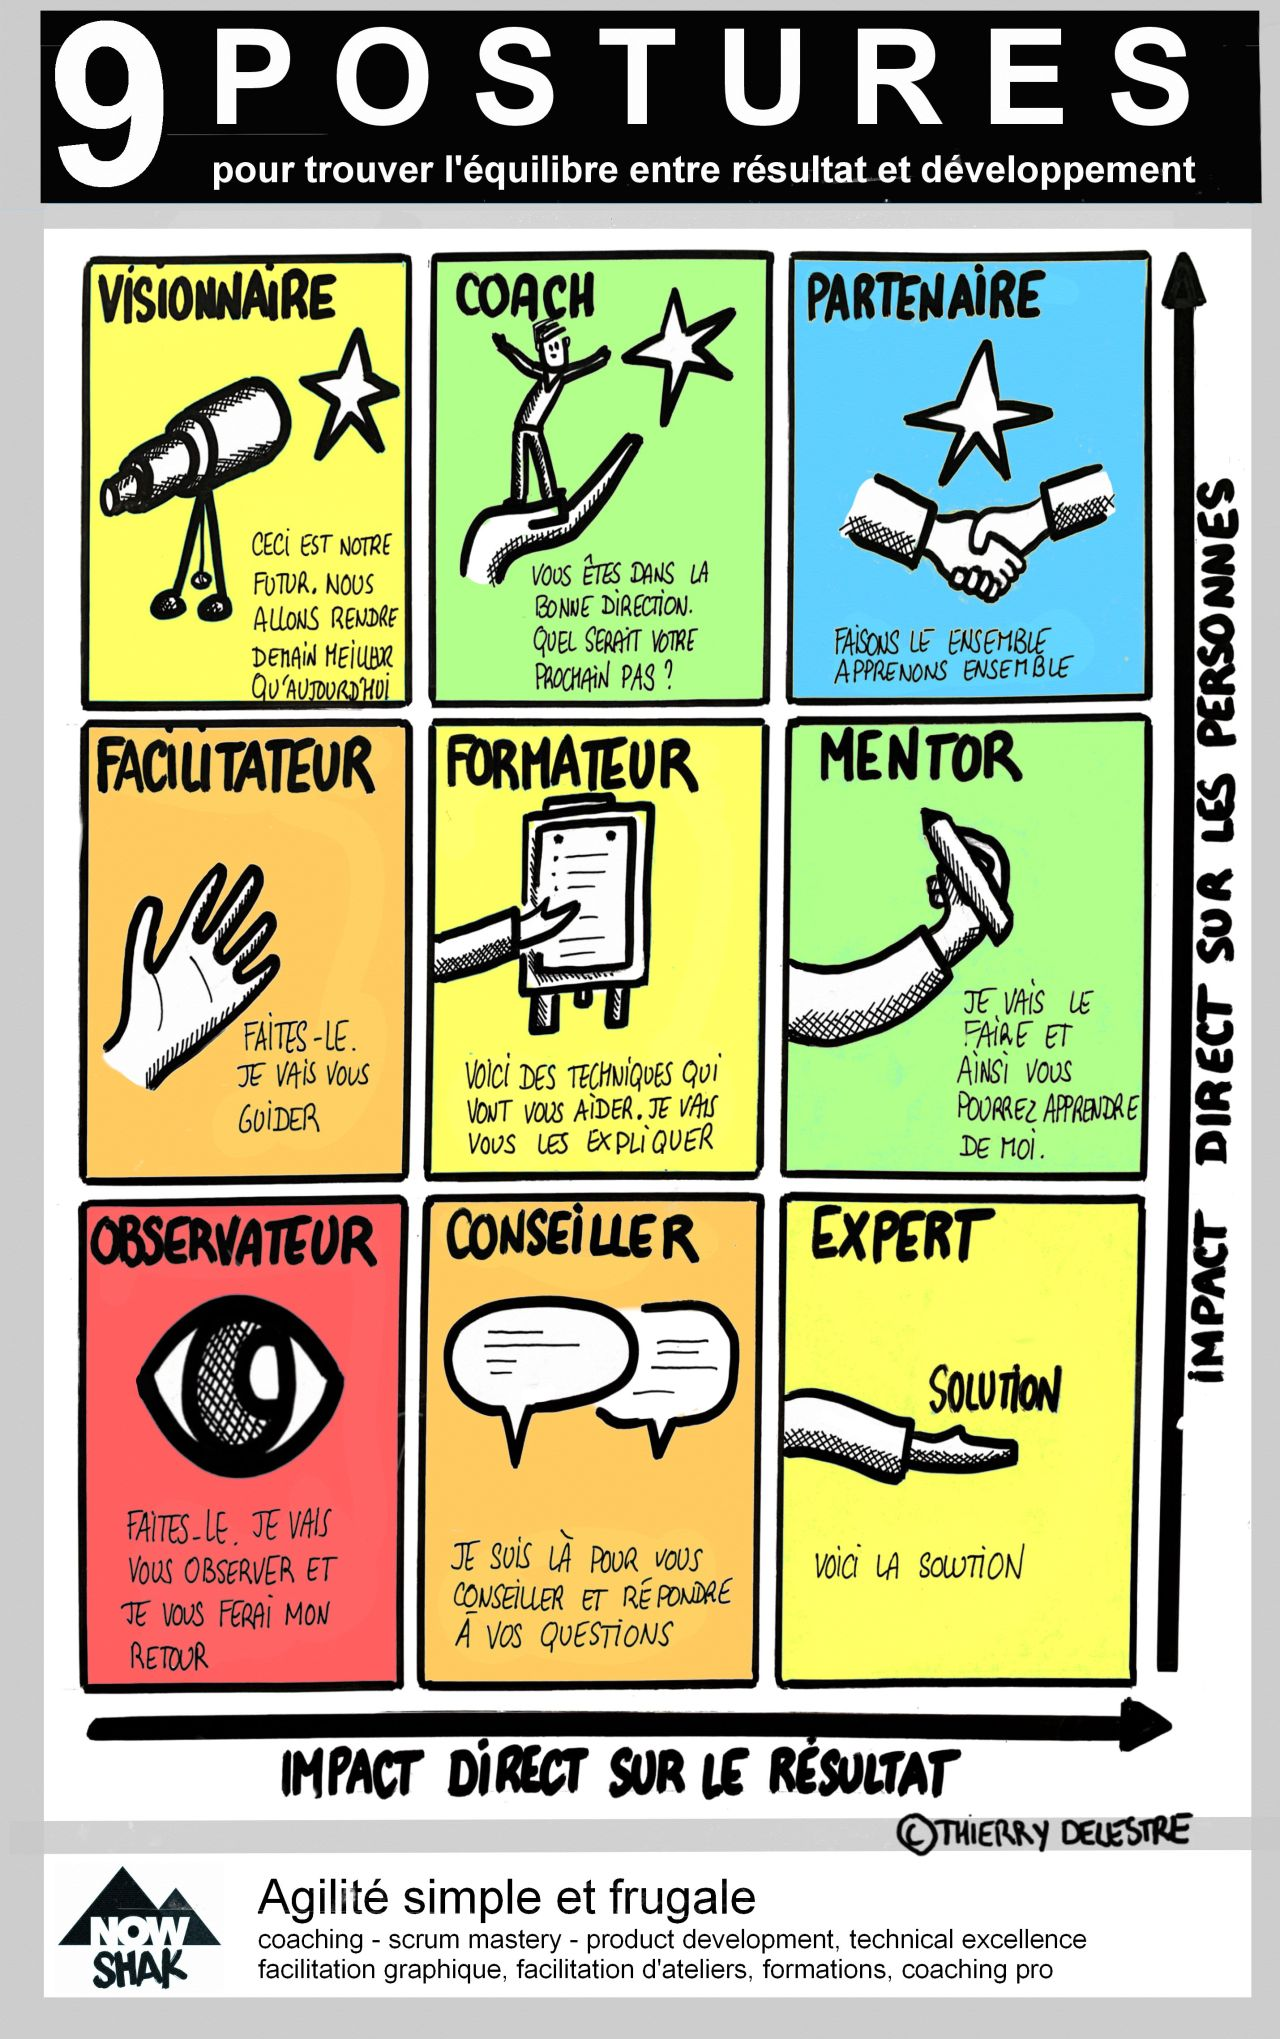 9 POSTURES
pour trouver l'équilibre entre résultat et développement
VISIONNAIRE
CECI EST NOTRE
FUTUR. NOUS
ALLONS RENDRE
DEMAIN MEILLEUR
QU'AUJOURD'HUI
COACH
VOUS ÊTES DANS LA
BONNE DIRECTION.
QUEL SERAIT VOTRE
PROCHAIN PAS ?
PARTENAIRE
FAISONS LE ENSEMBLE
APPRENONS ENSEMBLE
FACILITATEUR
FAITES-LE.
JE VAIS VOUS
GUIDER
FORMATEUR
VOICI DES TECHNIQUES QUI
VONT VOUS AIDER. JE VAIS
VOUS LES EXPLIQUER
MENTOR
JE VAIS LE
FAIRE ET
AINSI VOUS
POURREZ APPRENDRE
DE MOI.
OBSERVATEUR
FAITES-LE. JE VAIS
VOUS OBSERVER ET
JE VOUS FERAI MON
RETOUR
CONSEILLER
JE SUIS LÀ POUR VOUS
CONSEILLER ET RÉPONDRE
À VOS QUESTIONS
EXPERT
SOLUTION
VOICI LA SOLUTION
IMPACT DIRECT SUR LES PERSONNES
IMPACT DIRECT SUR LE RÉSULTAT
©THIERRY DELESTRE
NOW
SHAK
Agilité simple et frugale
coaching - scrum mastery - product development, technical excellence
facilitation graphique, facilitation d'ateliers, formations, coaching pro